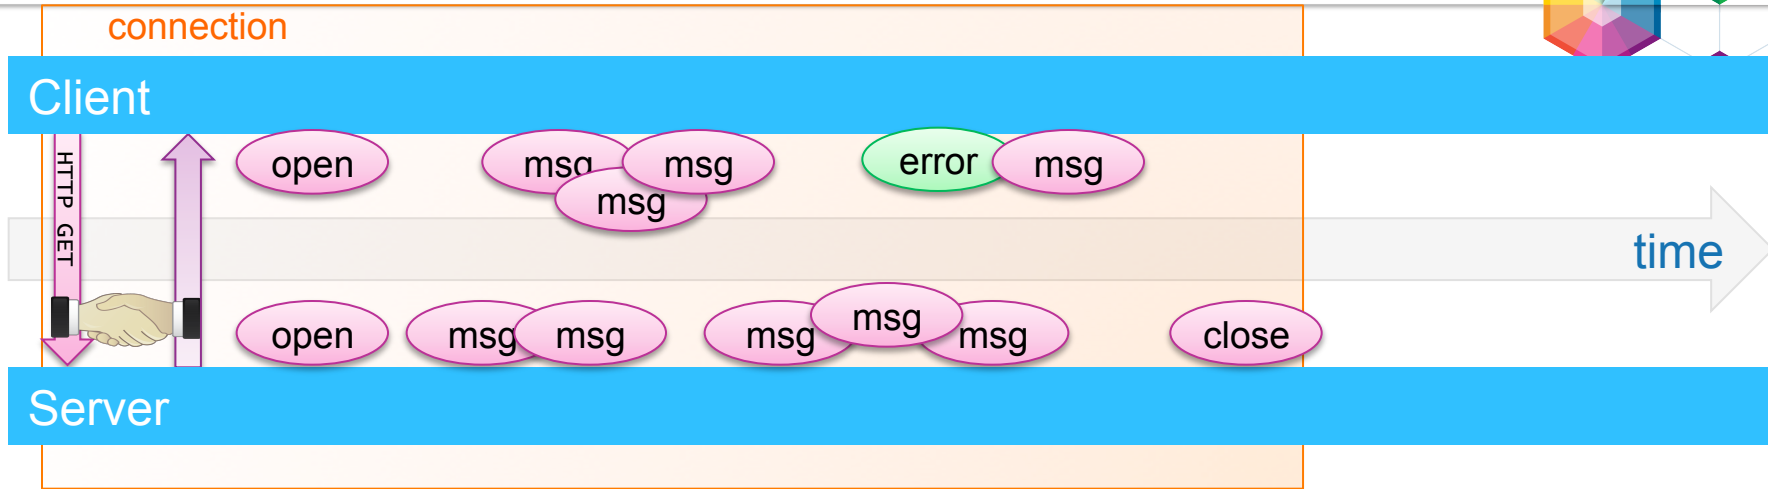 connection
Client
HTTP GET
open
msg
msg
msg
error
msg
time
open
msg
msg
msg
msg
msg
close
Server